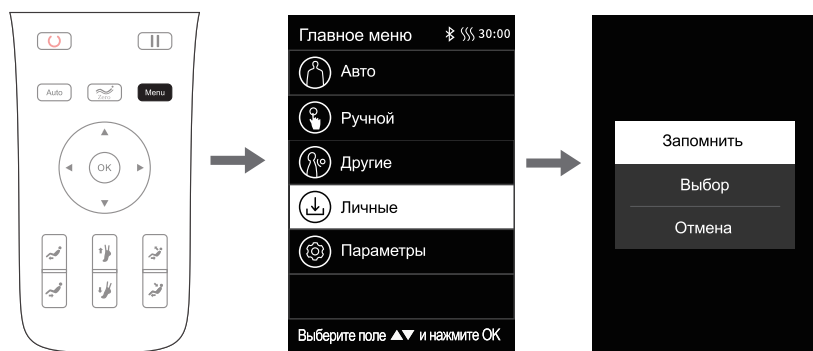 Auto
Zero
Menu
OK
Главное меню 30:00
Авто
Ручной
Другие
Личные
Параметры
Выберите поле ▲▼ и нажмите OK
Запомнить
Выбор
Отмена